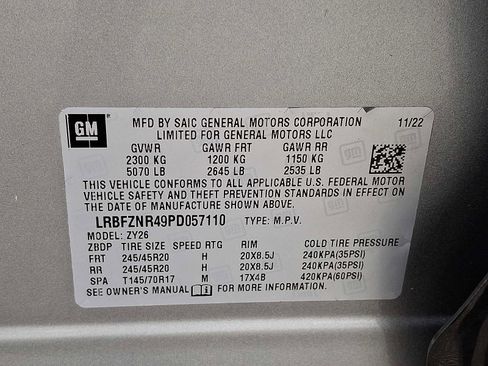 GM
MFD BY SAIC GENERAL MOTORS CORPORATION 11/22
LIMITED FOR GENERAL MOTORS LLC
GVWR GAWR FRT GAWR RR
2300 KG 1200 KG 1150 KG
5070 LB 2645 LB 2535 LB
THIS VEHICLE CONFORMS TO ALL APPLICABLE U.S. FEDERAL MOTOR
VEHICLE SAFETY AND THEFT PREVENTION STANDARDS IN EFFECT ON
THE DATE OF MANUFACTURE SHOWN ABOVE.
LRBFZNR49PD057110 TYPE: M.P.V.
MODEL: ZY26
ZBDP TIRE SIZE SPEED RIM COLD TIRE PRESSURE
FRT 245/45R20 H 20X8.5J 240KPA(35PSI)
RR 245/45R20 H 20X8.5J 240KPA(35PSI)
SPA T145/70R17 M 17X4B 420KPA(60PSI)
SEE OWNER'S MANUAL FOR MORE INFORMATION.